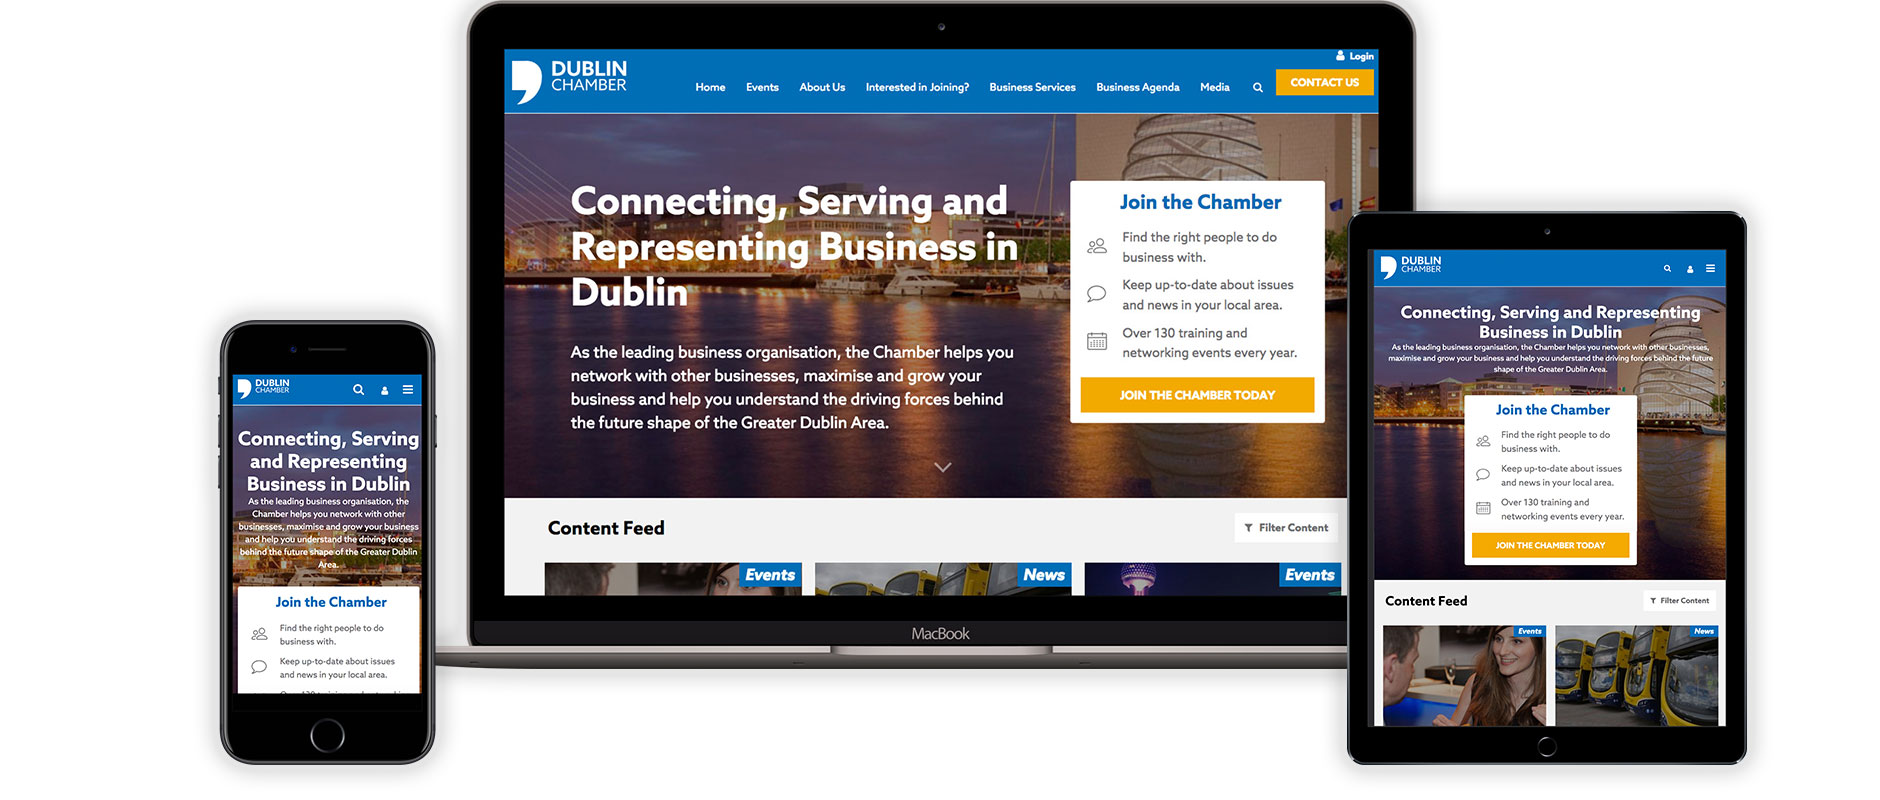 Login
DUBLIN
CHAMBER
Home Events About Us Interested in Joining? Business Services Business Agenda Media
CONTACT US
Connecting, Serving and
Representing Business in
Dublin
As the leading business organisation, the Chamber helps you
network with other businesses, maximise and grow your
business and help you understand the driving forces behind
the future shape of the Greater Dublin Area.
Join the Chamber
Find the right people to do
business with.
Keep up-to-date about issues
and news in your local area.
Over 130 training and
networking events every year.
JOIN THE CHAMBER TODAY
Content Feed
Filter Content
Events
News
Events
MacBook
DUBLIN
CHAMBER
Connecting, Serving
and Representing
Business in Dublin
As the leading business organisation, the
Chamber helps you network with other
businesses, maximise and grow your business
and help you understand the driving forces
behind the future shape of the Greater Dublin
Area.
Join the Chamber
Find the right people to do
business with.
Keep up-to-date about issues
and news in your local area.
DUBLIN
CHAMBER
Connecting, Serving and Representing
Business in Dublin
As the leading business organisation, the Chamber helps you network with other businesses,
maximise and grow your business and help you understand the driving forces behind the future
shape of the Greater Dublin Area.
Join the Chamber
Find the right people to do
business with.
Keep up-to-date about issues
and news in your local area.
Over 130 training and
networking events every year.
JOIN THE CHAMBER TODAY
Content Feed
Filter Content
Events
News